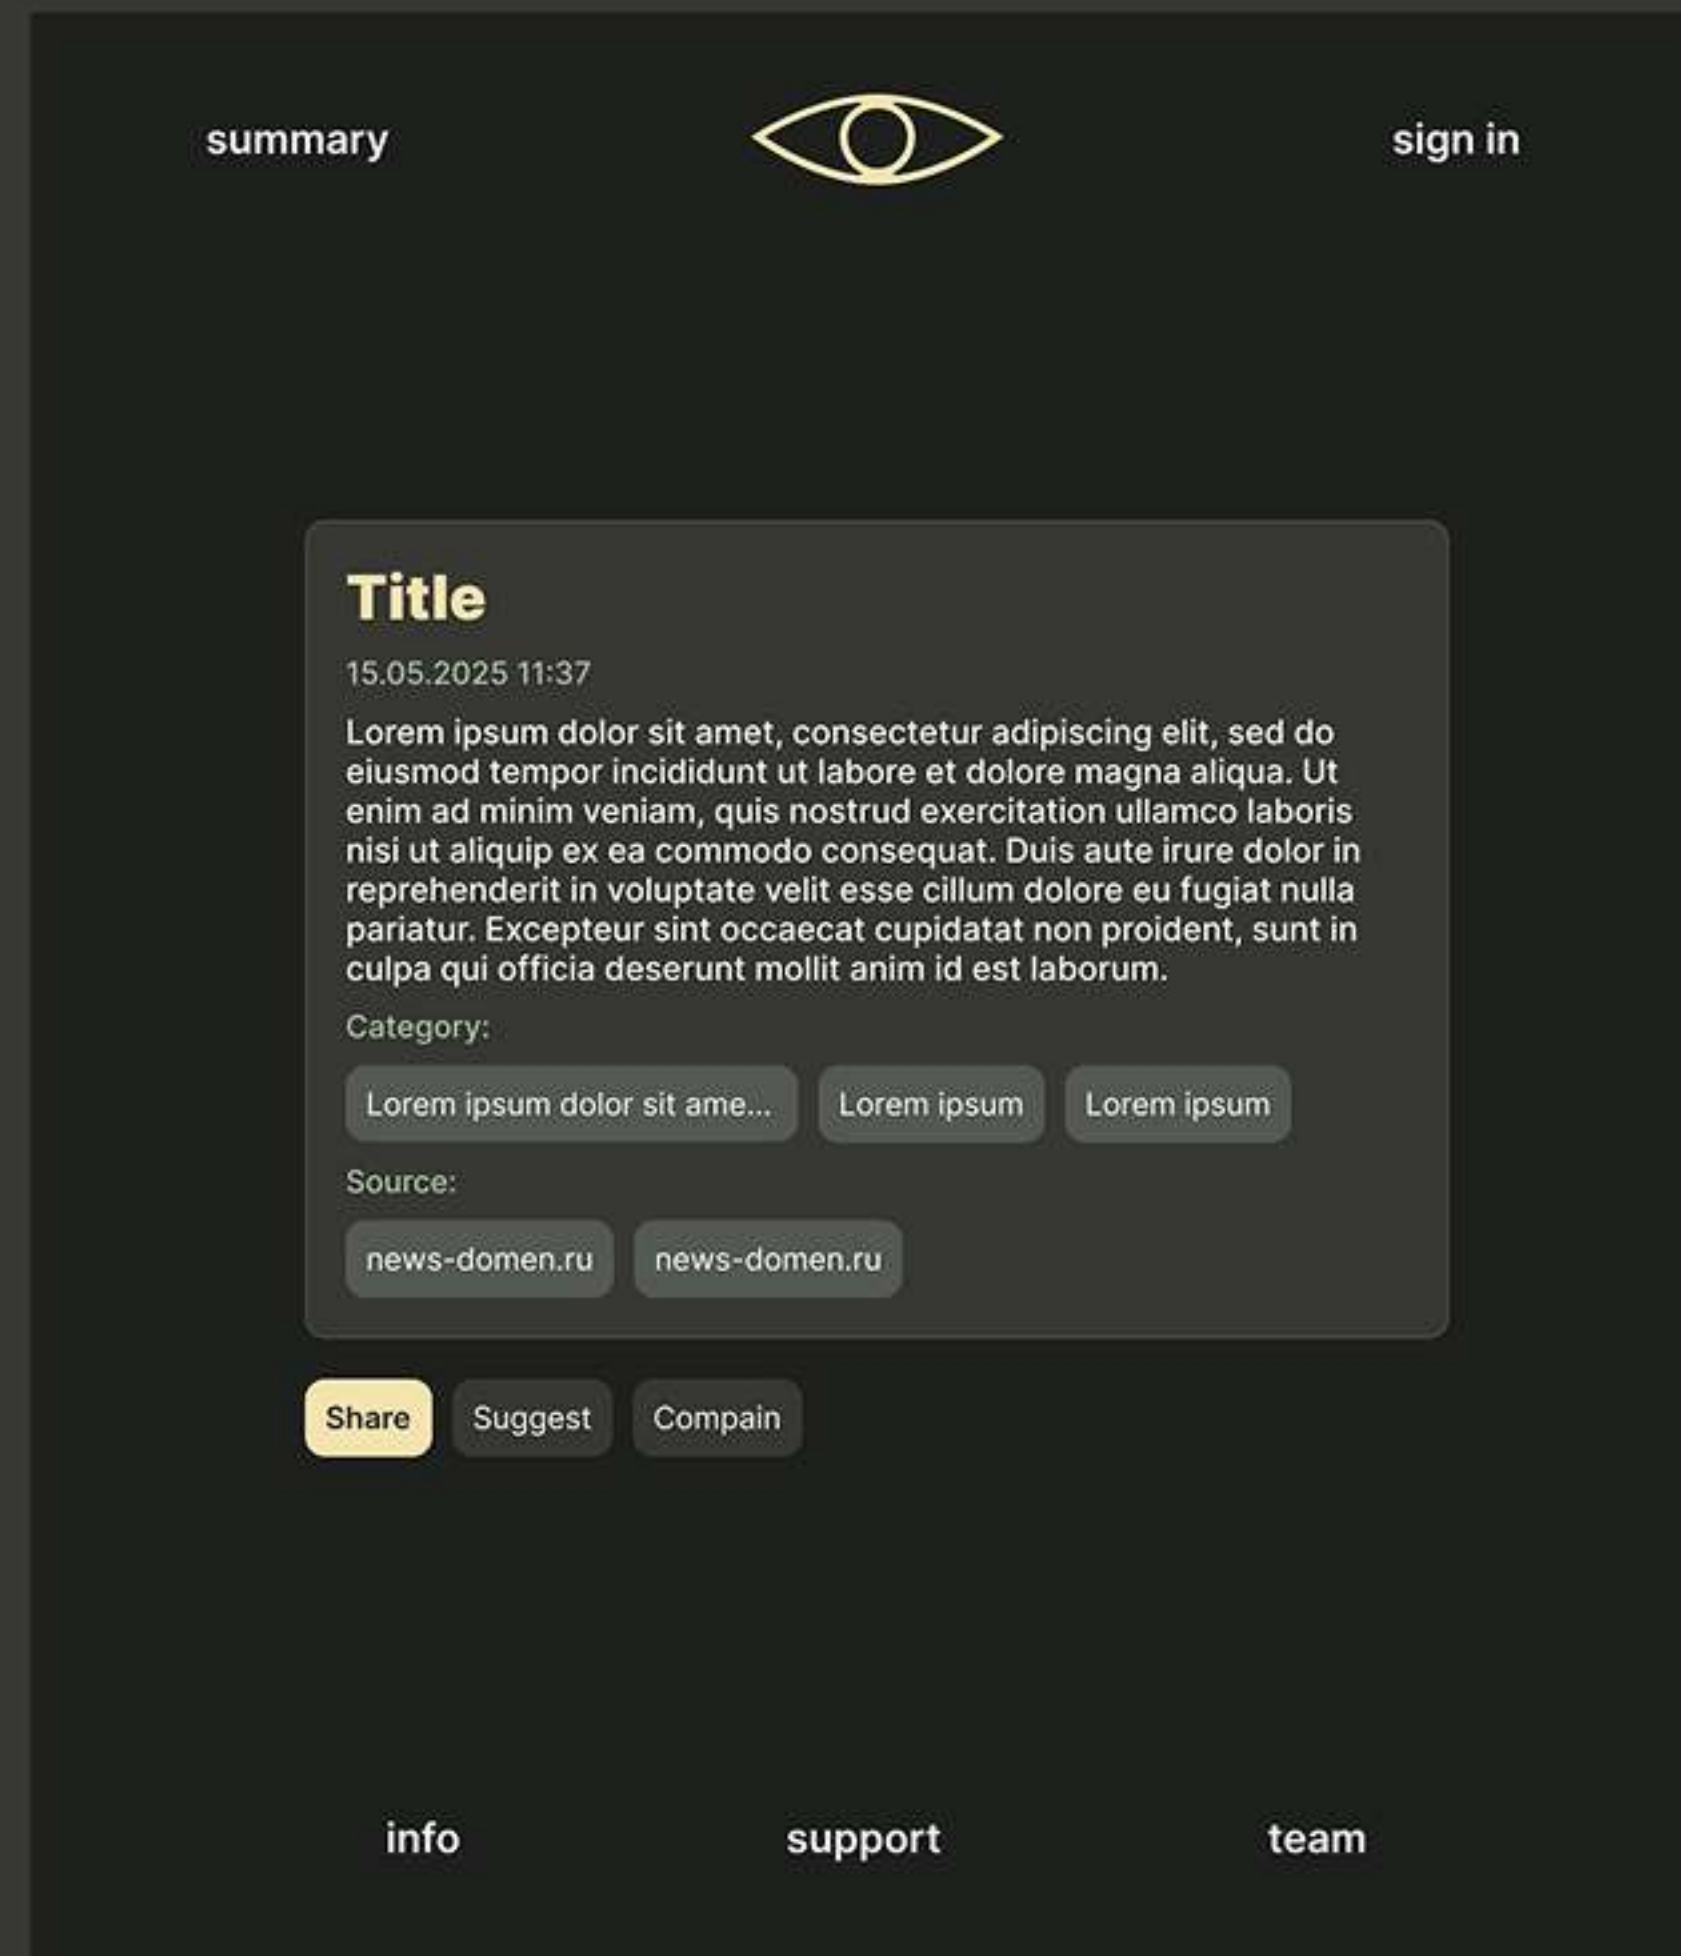 summary
sign in
Title
15.05.2025 11:37
Lorem ipsum dolor sit amet, consectetur adipiscing elit, sed do
eiusmod tempor incididunt ut labore et dolore magna aliqua. Ut
enim ad minim veniam, quis nostrud exercitation ullamco laboris
nisi ut aliquip ex ea commodo consequat. Duis aute irure dolor in
reprehenderit in voluptate velit esse cillum dolore eu fugiat nulla
pariatur. Excepteur sint occaecat cupidatat non proident, sunt in
culpa qui officia deserunt mollit anim id est laborum.
Category:
Lorem ipsum dolor sit ame...
Lorem ipsum
Lorem ipsum
Source:
news-domen.ru
news-domen.ru
Share
Suggest
Compain
info
support
team